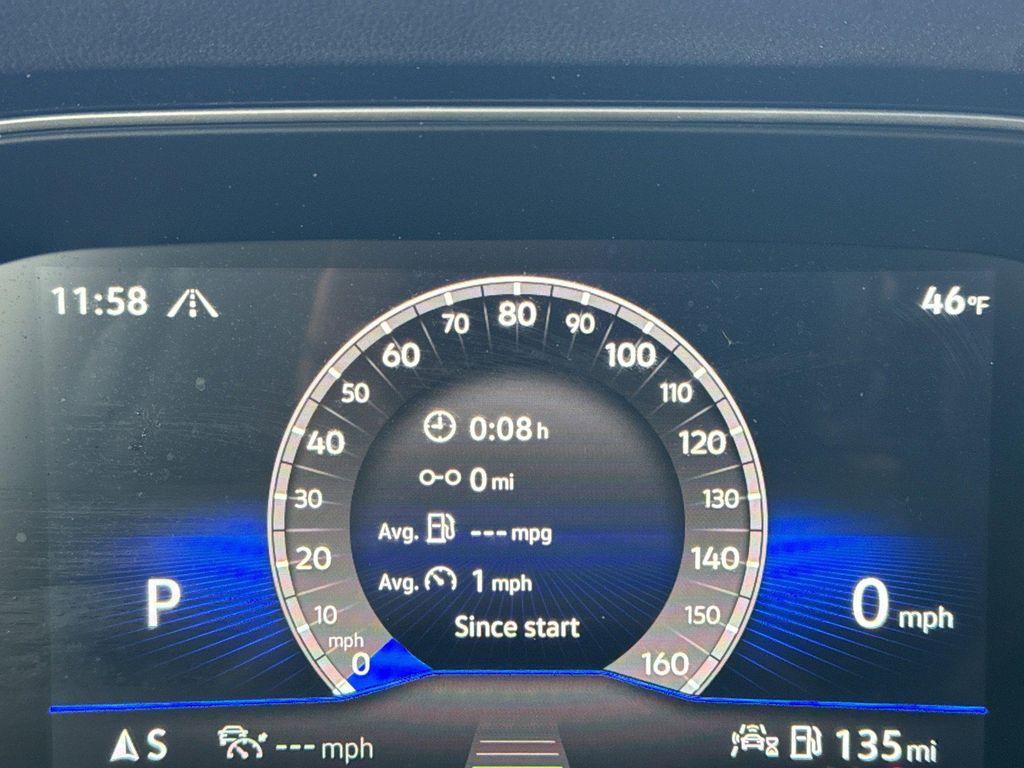 11:58
46°F
0
10
20
30
40
50
60
70
80
90
100
110
120
130
140
150
160
mph
0:08 h
0 mi
Avg. --- mpg
Avg. 1 mph
Since start
P
0 mph
S
--- mph
135 mi